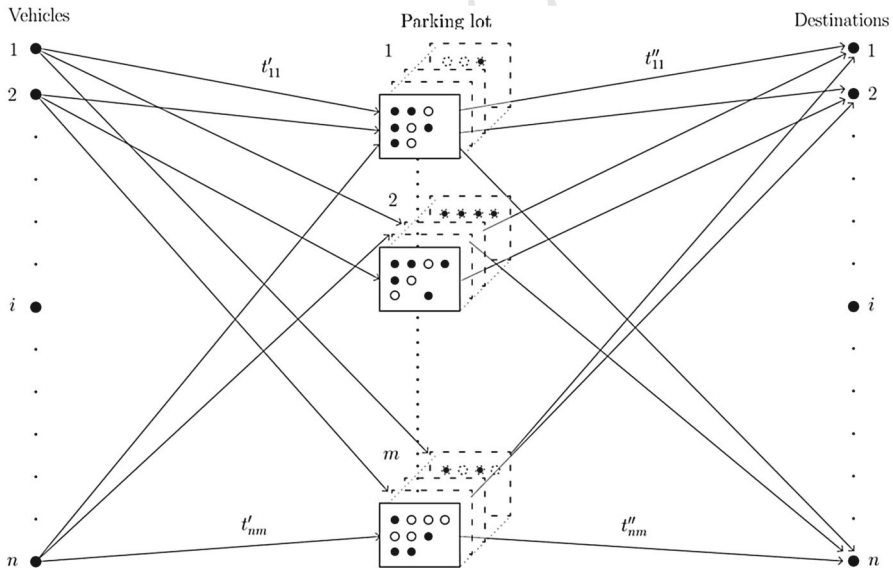 Vehicles Parking lot Destinations
1 1 1
t′₁₁ t″₁₁
2 2
2
i i
m
t′ₙₘ t″ₙₘ
n n